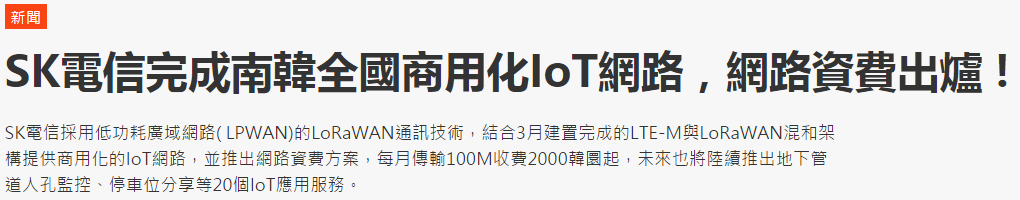 新聞
SK電信完成南韓全國商用化IoT網路，網路資費出爐！
SK電信採用低功耗廣域網路( LPWAN)的LoRaWAN通訊技術，結合3月建置完成的LTE-M與LoRaWAN混和架
構提供商用化的IoT網路，並推出網路資費方案，每月傳輸100M收費2000韓圜起，未來也將陸續推出地下管
道人孔監控、停車位分享等20個IoT應用服務。